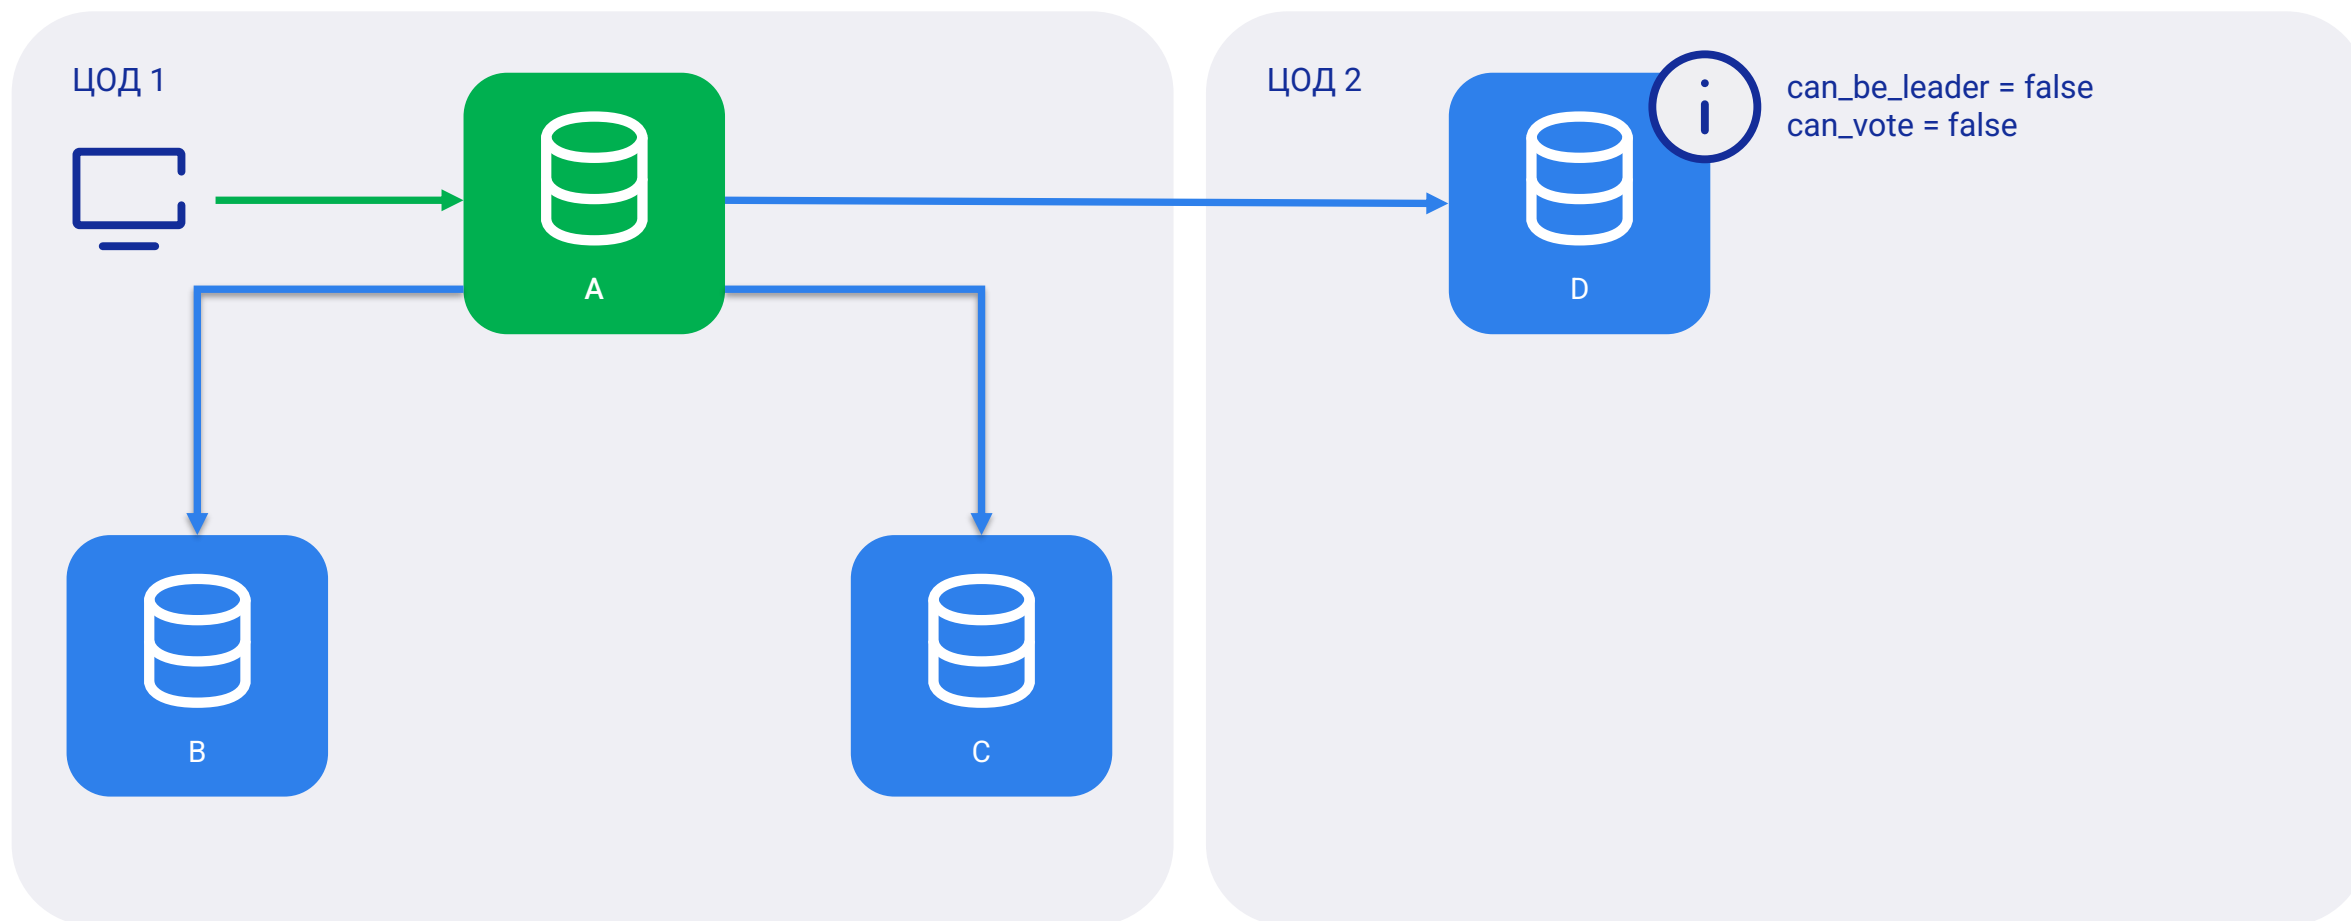 ЦОД 1
ЦОД 2
can_be_leader = false
can_vote = false
A
D
B
C